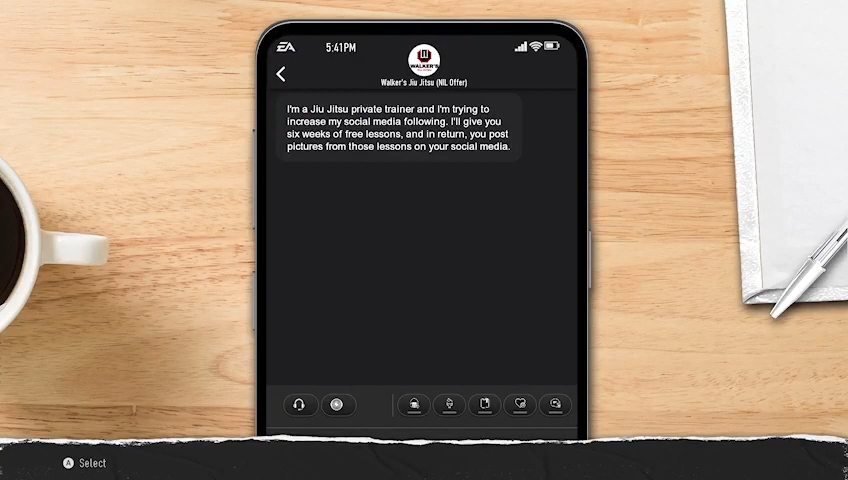 EA
5:41PM
WALKER'S
Walker's Jiu Jitsu (NIL Offer)
I'm a Jiu Jitsu private trainer and I'm trying to
increase my social media following. I'll give you
six weeks of free lessons, and in return, you post
pictures from those lessons on your social media.
A Select